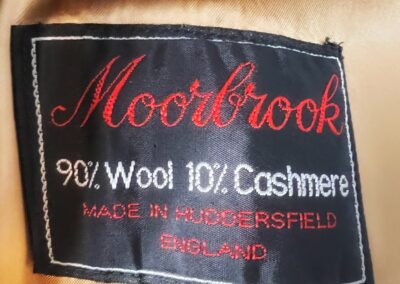 Moorbrook
90% Wool 10% Cashmere
MADE IN HUDDERSFIELD
ENGLAND